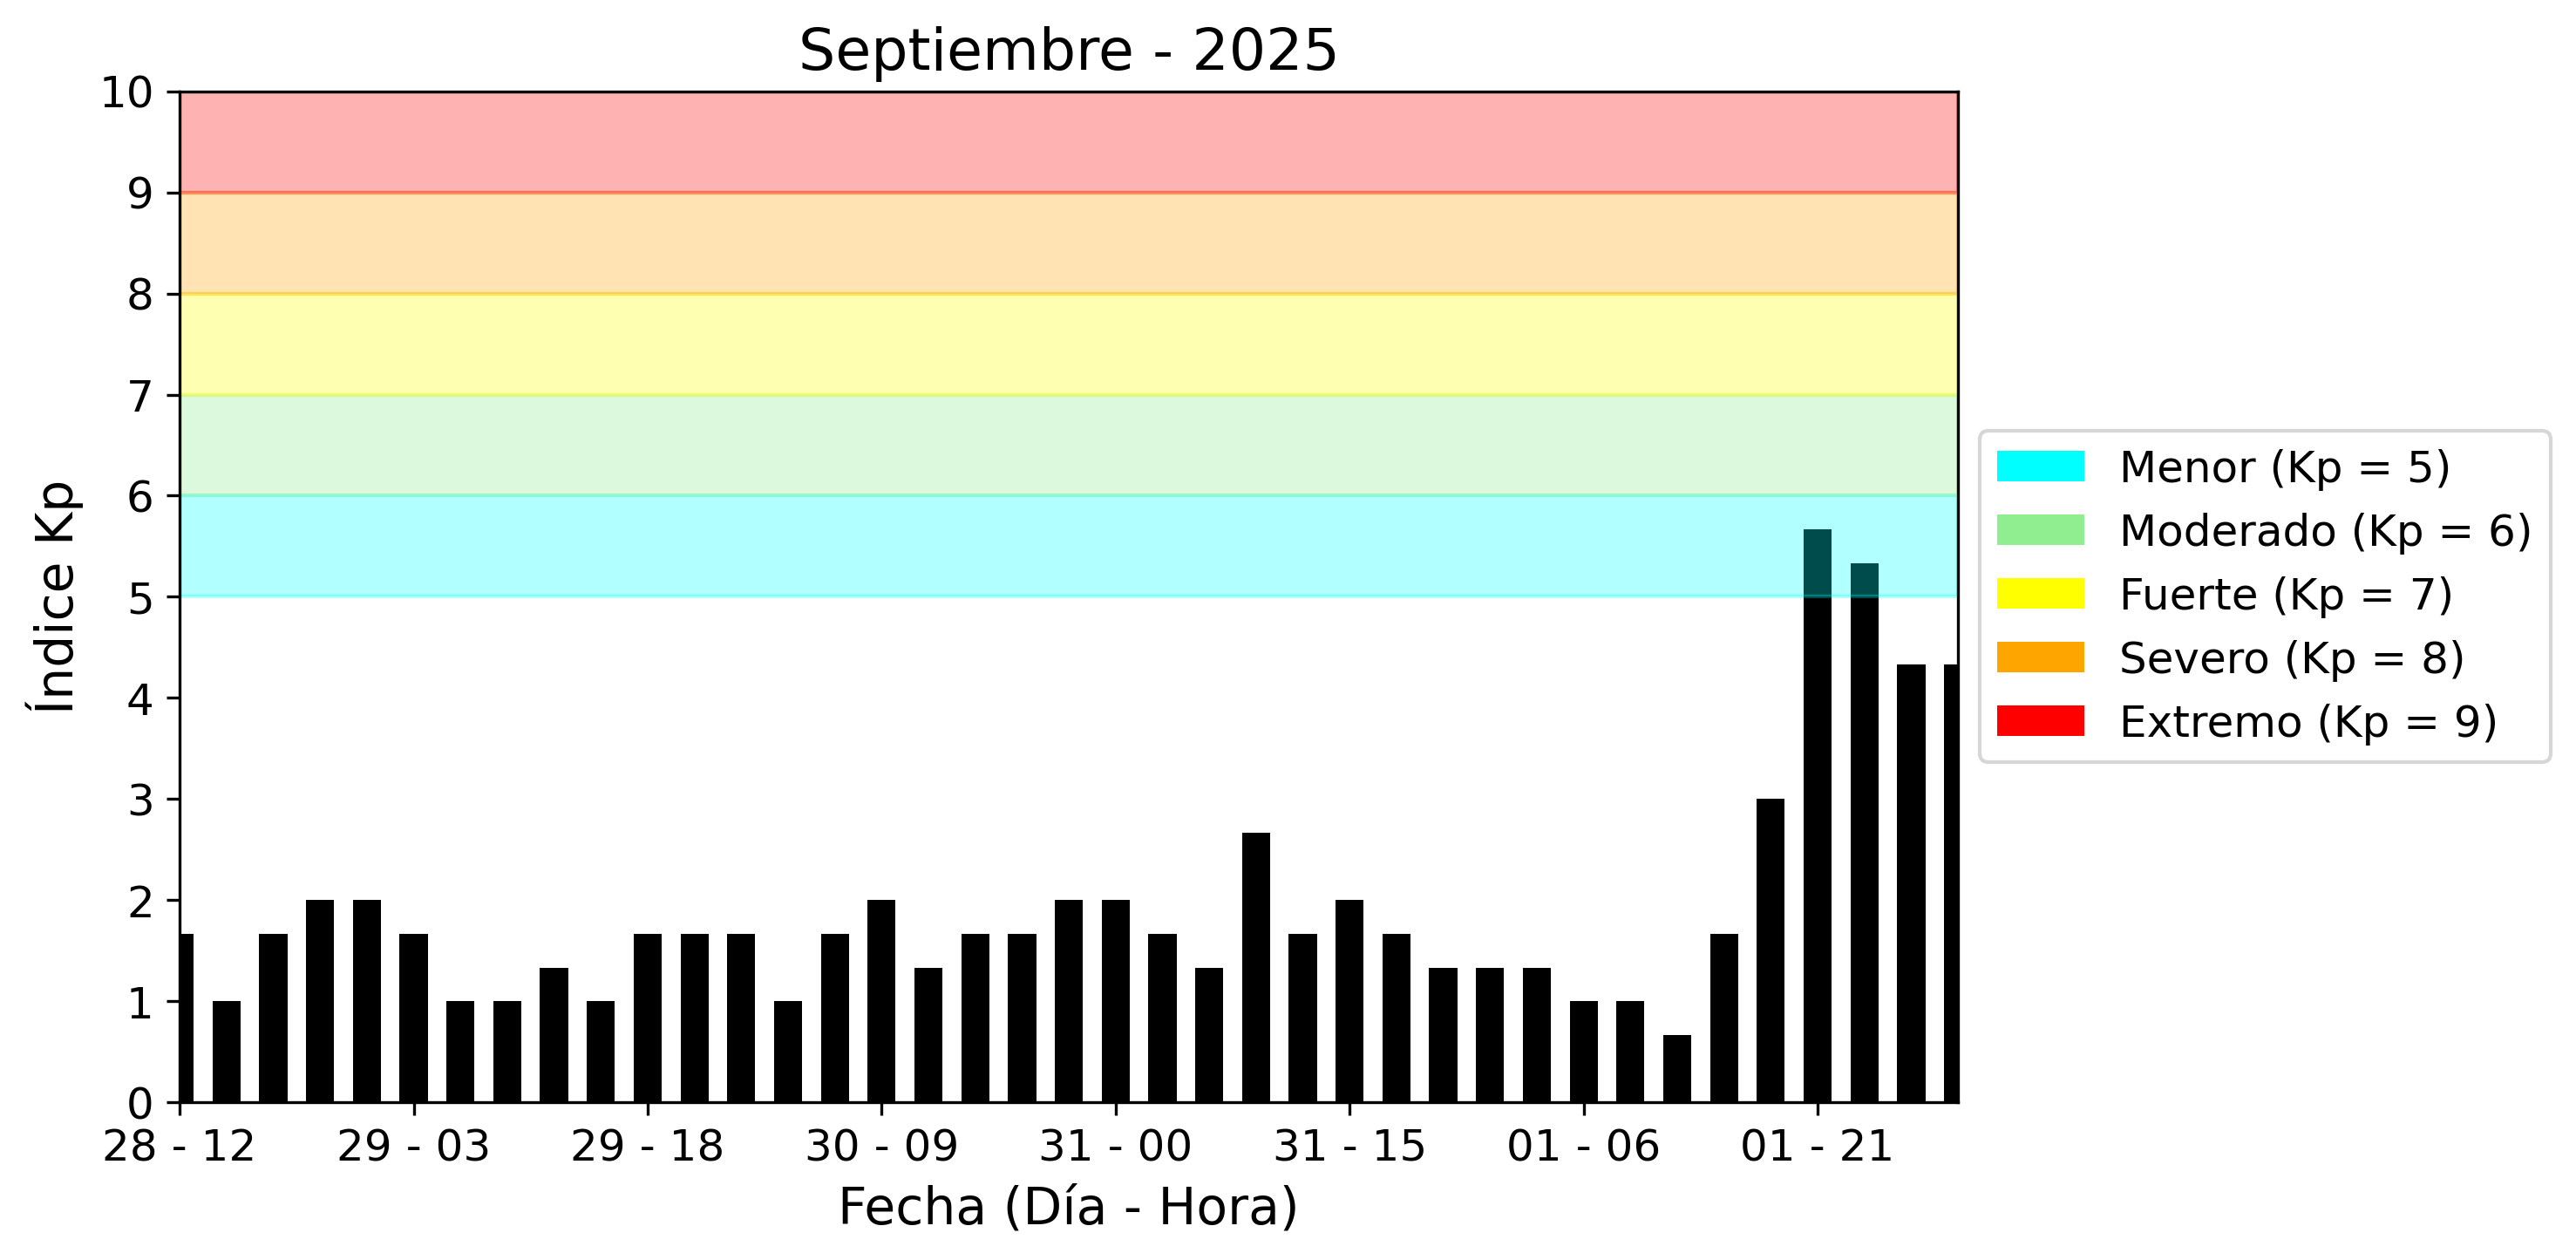 Septiembre - 2025
10
9
8
7
6
5
4
3
2
1
0
Índice Kp
28 - 12
29 - 03
29 - 18
30 - 09
31 - 00
31 - 15
01 - 06
01 - 21
Fecha (Día - Hora)
Menor (Kp = 5)
Moderado (Kp = 6)
Fuerte (Kp = 7)
Severo (Kp = 8)
Extremo (Kp = 9)